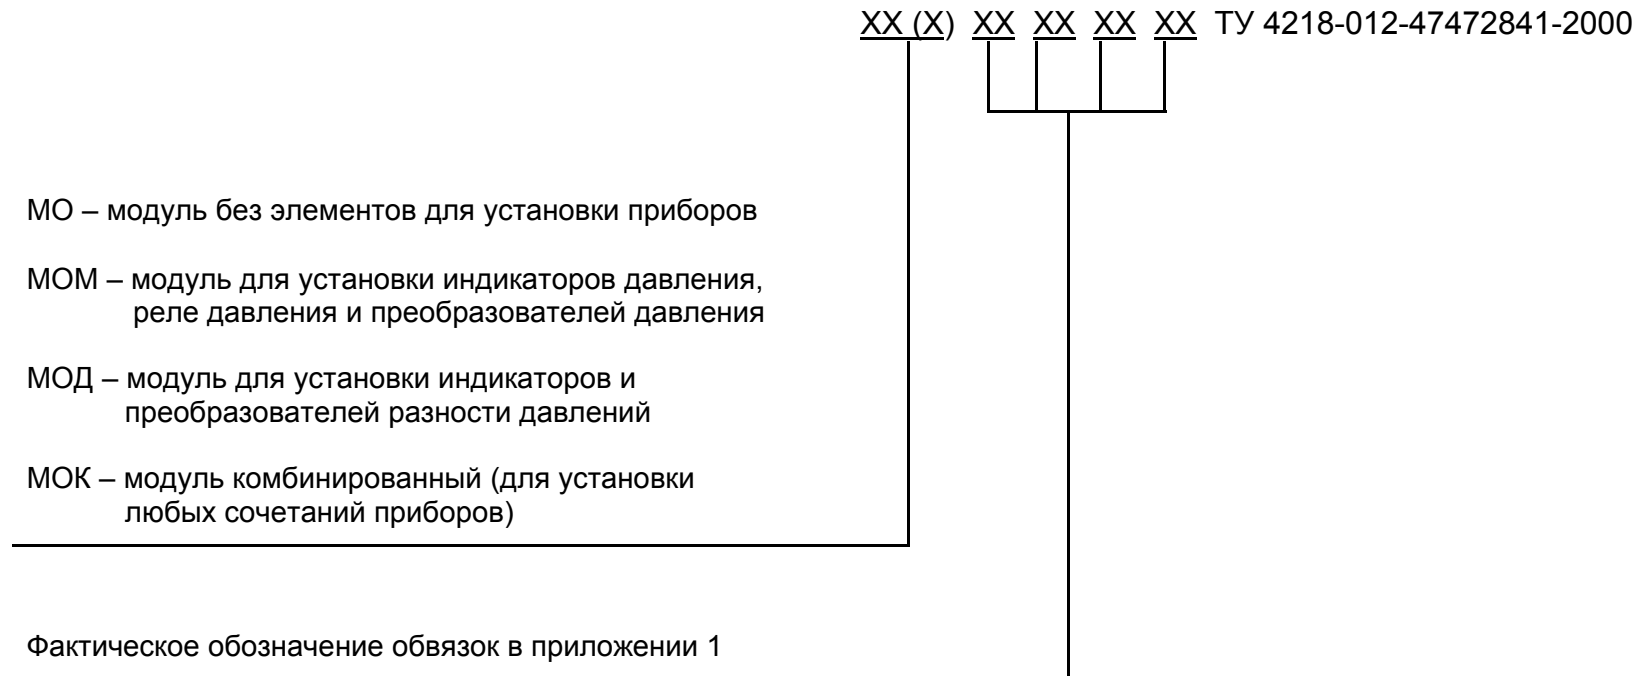 XX (X) XX XX XX XX ТУ 4218-012-47472841-2000
МО – модуль без элементов для установки приборов
МОМ – модуль для установки индикаторов давления,
реле давления и преобразователей давления
МОД – модуль для установки индикаторов и
преобразователей разности давлений
МОК – модуль комбинированный (для установки
любых сочетаний приборов)
Фактическое обозначение обвязок в приложении 1